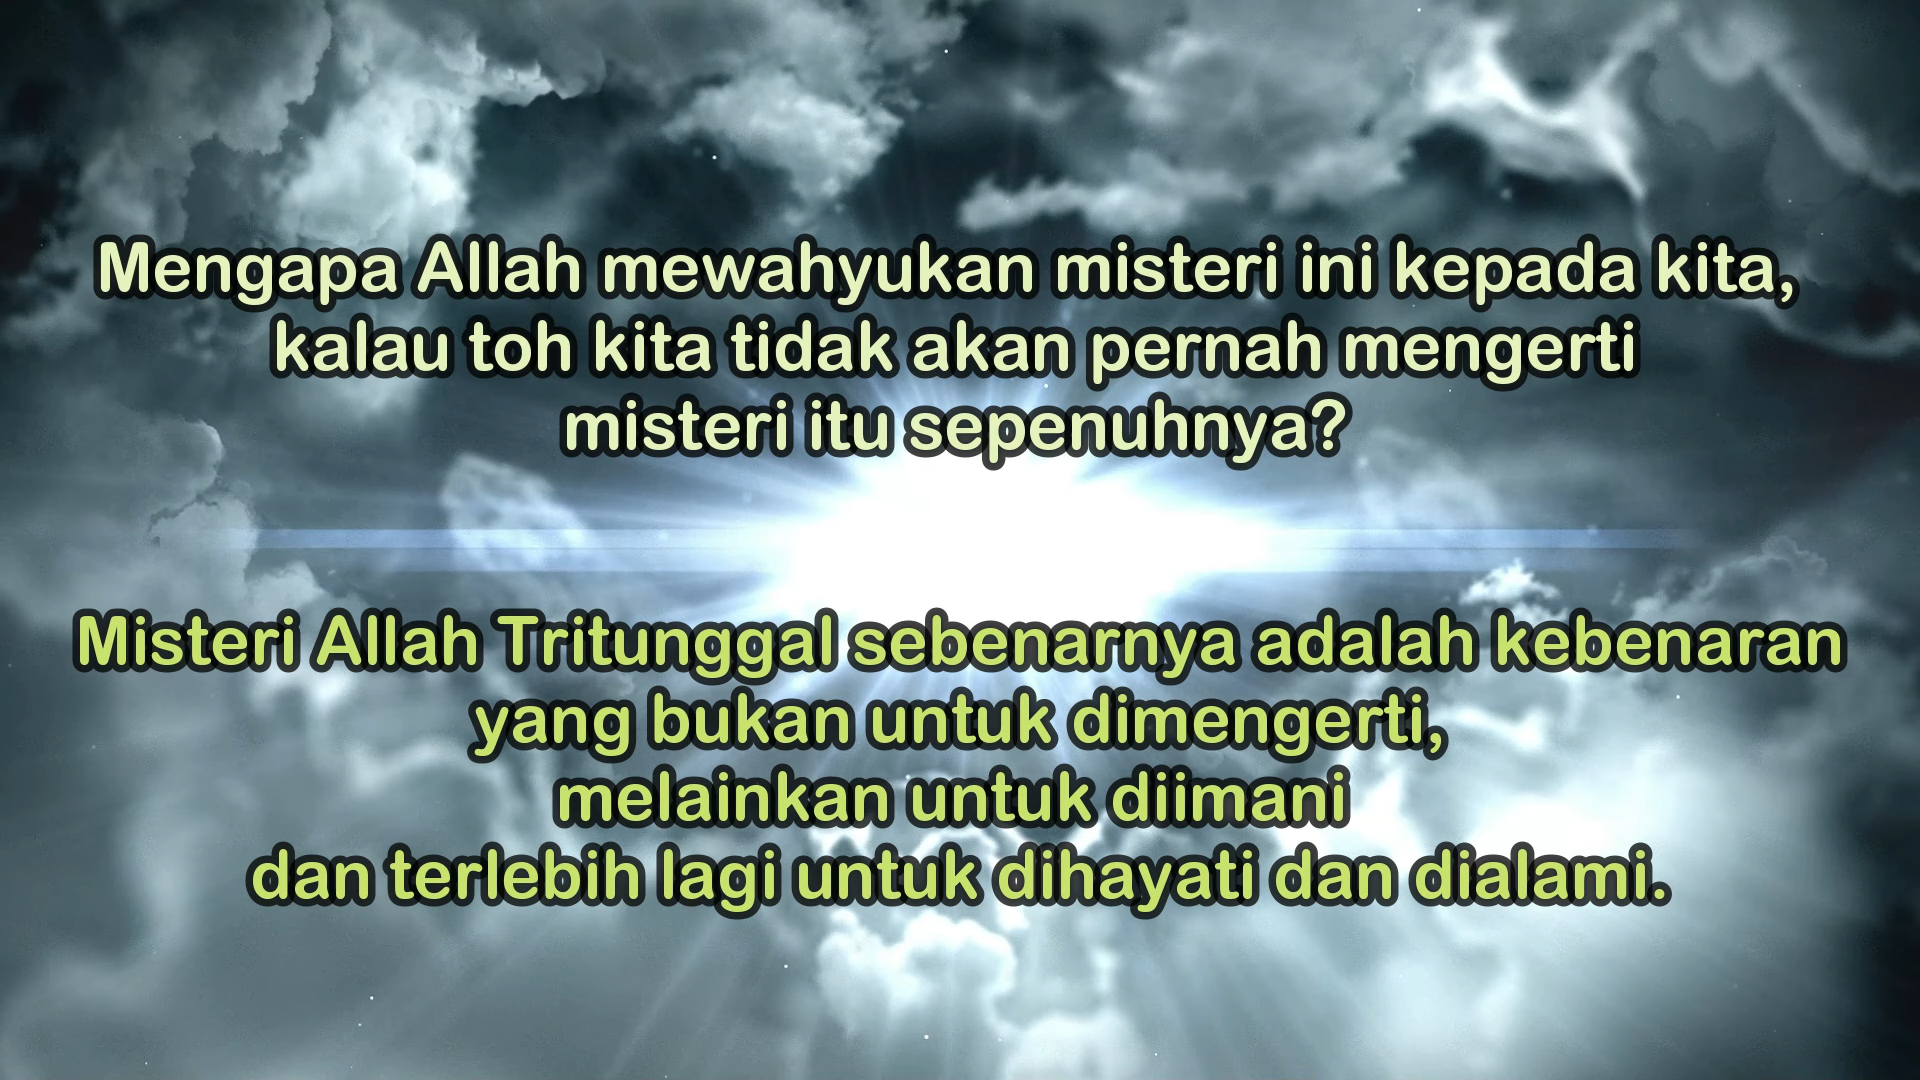 Mengapa Allah mewahyukan misteri ini kepada kita,
kalau toh kita tidak akan pernah mengerti
misteri itu sepenuhnya?
Misteri Allah Tritunggal sebenarnya adalah kebenaran
yang bukan untuk dimengerti,
melainkan untuk diimani
dan terlebih lagi untuk dihayati dan dialami.